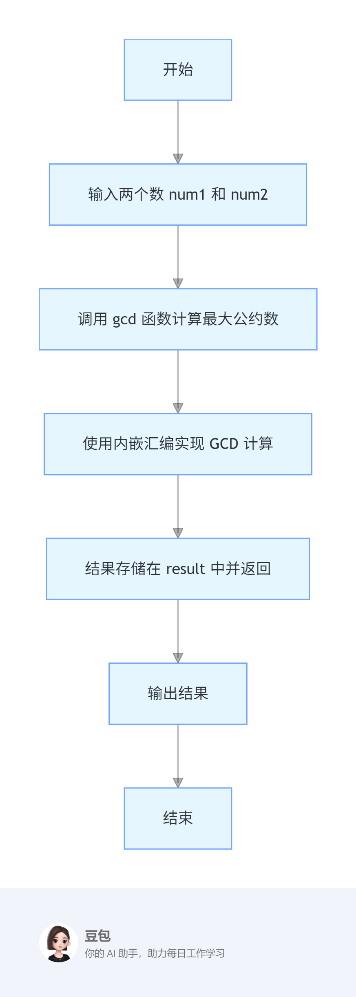 开始
输入两个数 num1 和 num2
调用 gcd 函数计算最大公约数
使用内嵌汇编实现 GCD 计算
结果存储在 result 中并返回
输出结果
结束
豆包
你的 AI 助手，助力每日工作学习